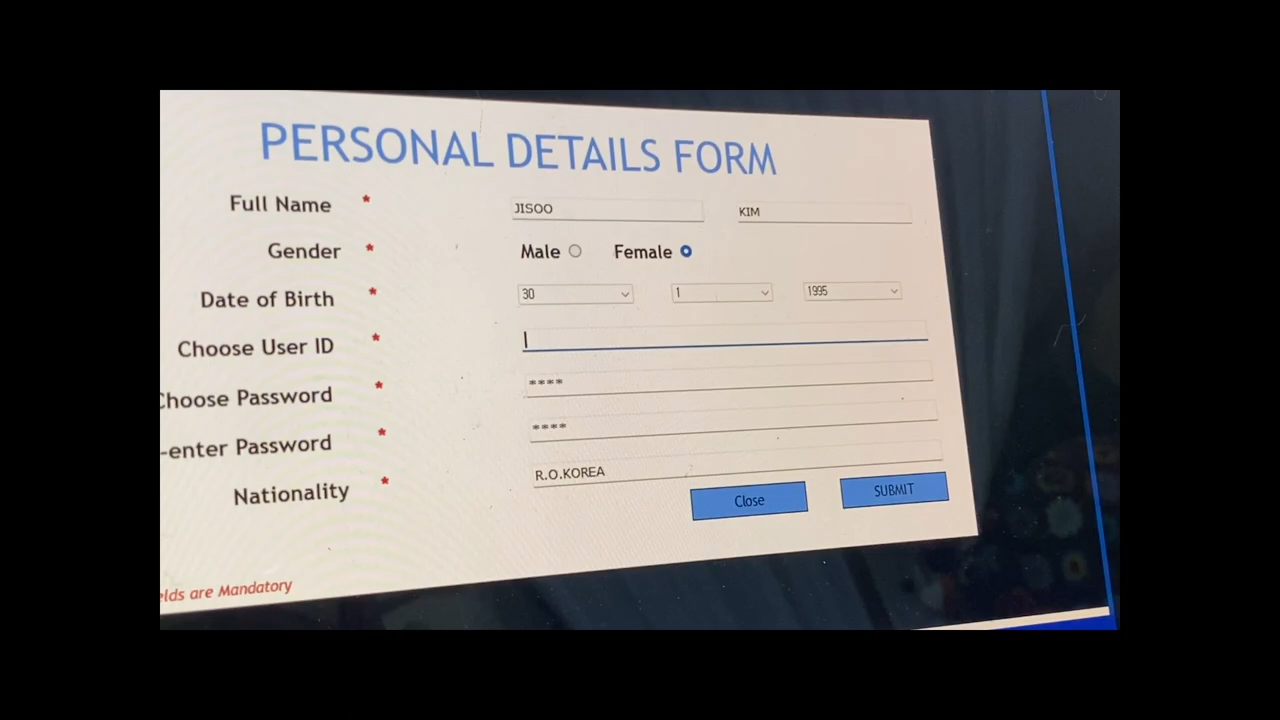 PERSONAL DETAILS FORM
Full Name * JISOO KIM
Gender * Male Female
Date of Birth * 30 1 1995
Choose User ID *
Choose Password * ****
-enter Password * ****
Nationality * R.O.KOREA
Close SUBMIT
elds are Mandatory